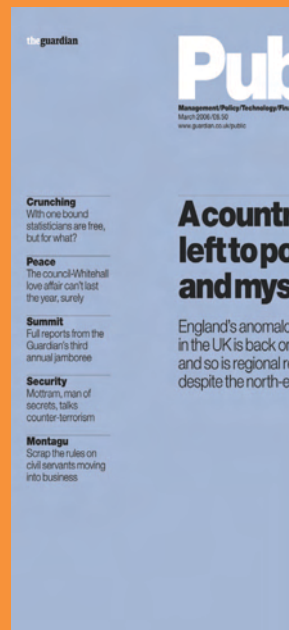 theguardian
Pub
Management/Policy/Technology/Fina
March 2006/£6.50
www.guardian.co.uk/public
Crunching
With one bound
statisticians are free,
but for what?
Peace
The council-Whitehall
love affair can't last
the year, surely
Summit
Full reports from the
Guardian's third
annual jamboree
Security
Mottram, man of
secrets, talks
counter-terrorism
Montagu
Scrap the rules on
civil servants moving
into business
A countr
left to po
and mys
England's anomalo
in the UK is back on
and so is regional re
despite the north-e